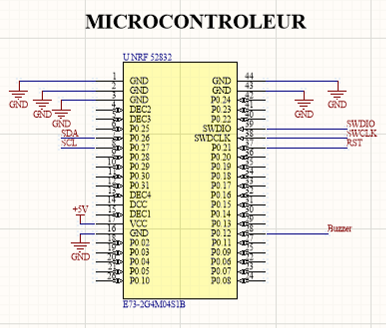 MICROCONTROLEUR
U NRF 52832
1 GND GND 44
2 GND GND 43
3 GND P0.24
DEC2 P0.23
DEC3 P0.22
SDA P0.25 SWDIO SWDIO
SCL P0.26 SWDCLK SWCLK
P0.27 P0.21 RST
P0.28 P0.20
P0.29 P0.19
P0.30 P0.18
P0.31 P0.17
DEC4 P0.16
DCC P0.15
+5V DEC1 P0.14
VCC P0.13
GND P0.12 Buzzer
P0.02 P0.11
P0.03 P0.09
P0.04 P0.06
P0.05 P0.07
P0.10 P0.08
GND
GND
GND
GND
GND
GND
E73-2G4M04S1B